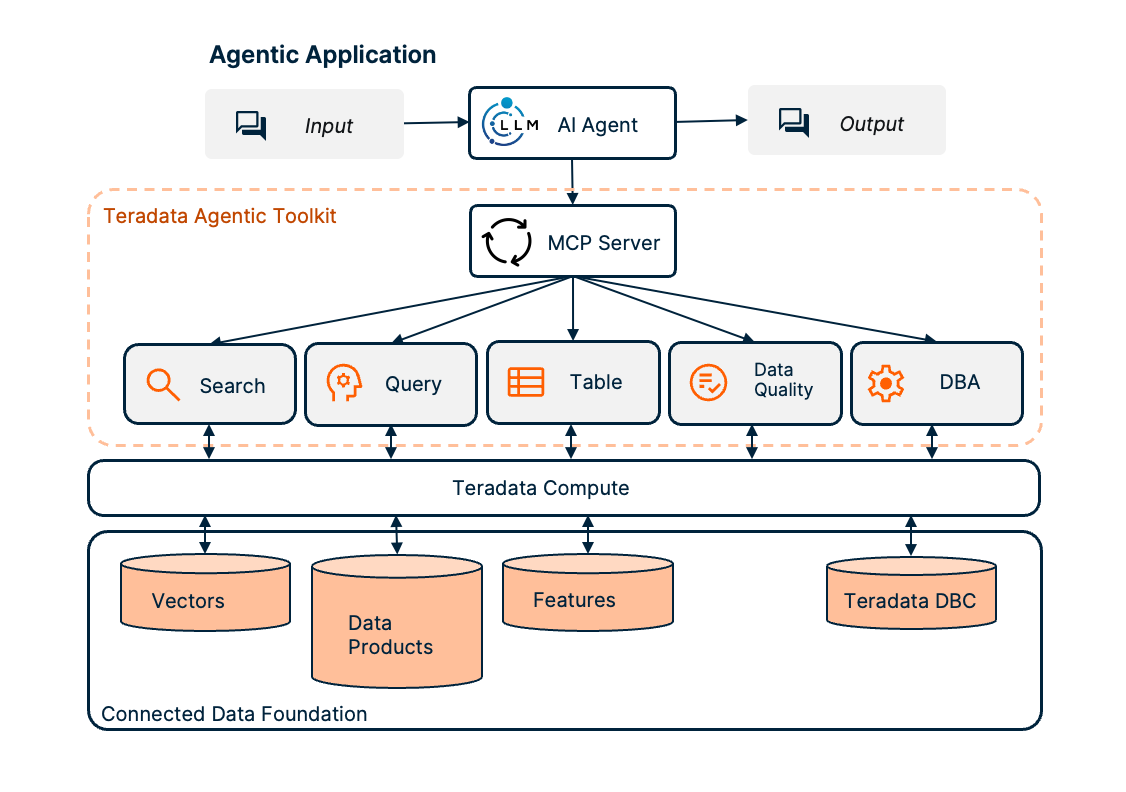 Agentic Application
Input
LLM
AI Agent
Output
Teradata Agentic Toolkit
MCP Server
Search
Query
Table
Data
Quality
DBA
Teradata Compute
Vectors
Data
Products
Features
Teradata DBC
Connected Data Foundation